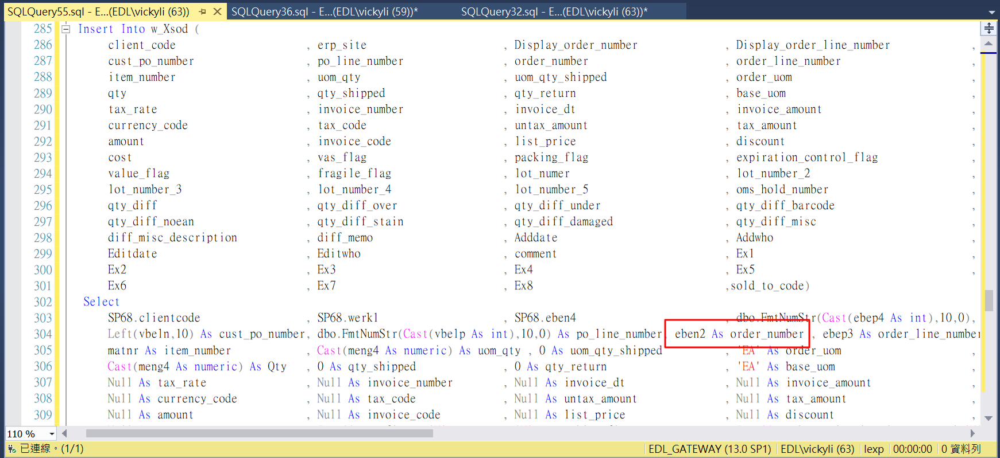 SQLQuery55.sql - E...(EDL\vickyli (63)) SQLQuery36.sql - E...(EDL\vickyli (59))* SQLQuery32.sql - E...(EDL\vickyli (63))*
285 Insert Into w_Xsod (
286 client_code , erp_site , Display_order_number , Display_order_line_number ,
287 cust_po_number , po_line_number , order_number , order_line_number ,
288 item_number , uom_qty , uom_qty_shipped , order_uom ,
289 qty , qty_shipped , qty_return , base_uom ,
290 tax_rate , invoice_number , invoice_dt , invoice_amount ,
291 currency_code , tax_code , untax_amount , tax_amount ,
292 amount , invoice_code , list_price , discount ,
293 cost , vas_flag , packing_flag , expiration_control_flag ,
294 value_flag , fragile_flag , lot_numer , lot_number_2 ,
295 lot_number_3 , lot_number_4 , lot_number_5 , oms_hold_number ,
296 qty_diff , qty_diff_over , qty_diff_under , qty_diff_barcode ,
297 qty_diff_noean , qty_diff_stain , qty_diff_damaged , qty_diff_misc ,
298 diff_misc_description , diff_memo , Adddate , Addwho ,
299 Editdate , Editwho , comment , Ex1 ,
300 Ex2 , Ex3 , Ex4 , Ex5 ,
301 Ex6 , Ex7 , Ex8 ,sold_to_code)
302 Select
303 SP68.clientcode , SP68.werk1 , SP68.eben4 , dbo.FmtNumStr(Cast(ebep4 As int),10,0),
304 Left(vbeln,10) As cust_po_number, dbo.FmtNumStr(Cast(vbelp As int),10,0) As po_line_number, eben2 As order_number , ebep3 As order_line_number
305 matnr As item_number , Cast(meng4 As numeric) As uom_qty , 0 As uom_qty_shipped , 'EA' As order_uom ,
306 Cast(meng4 As numeric) As Qty , 0 As qty_shipped , 0 As qty_return , 'EA' As base_uom ,
307 Null As tax_rate , Null As invoice_number , Null As invoice_dt , Null As invoice_amount ,
308 Null As currency_code , Null As tax_code , Null As untax_amount , Null As tax_amount ,
309 Null As amount , Null As invoice_code , Null As list_price , Null As discount ,
110 %
已連線。(1/1) EDL_GATEWAY (13.0 SP1) EDL\vickyli (63) lexp 00:00:00 0 資料列